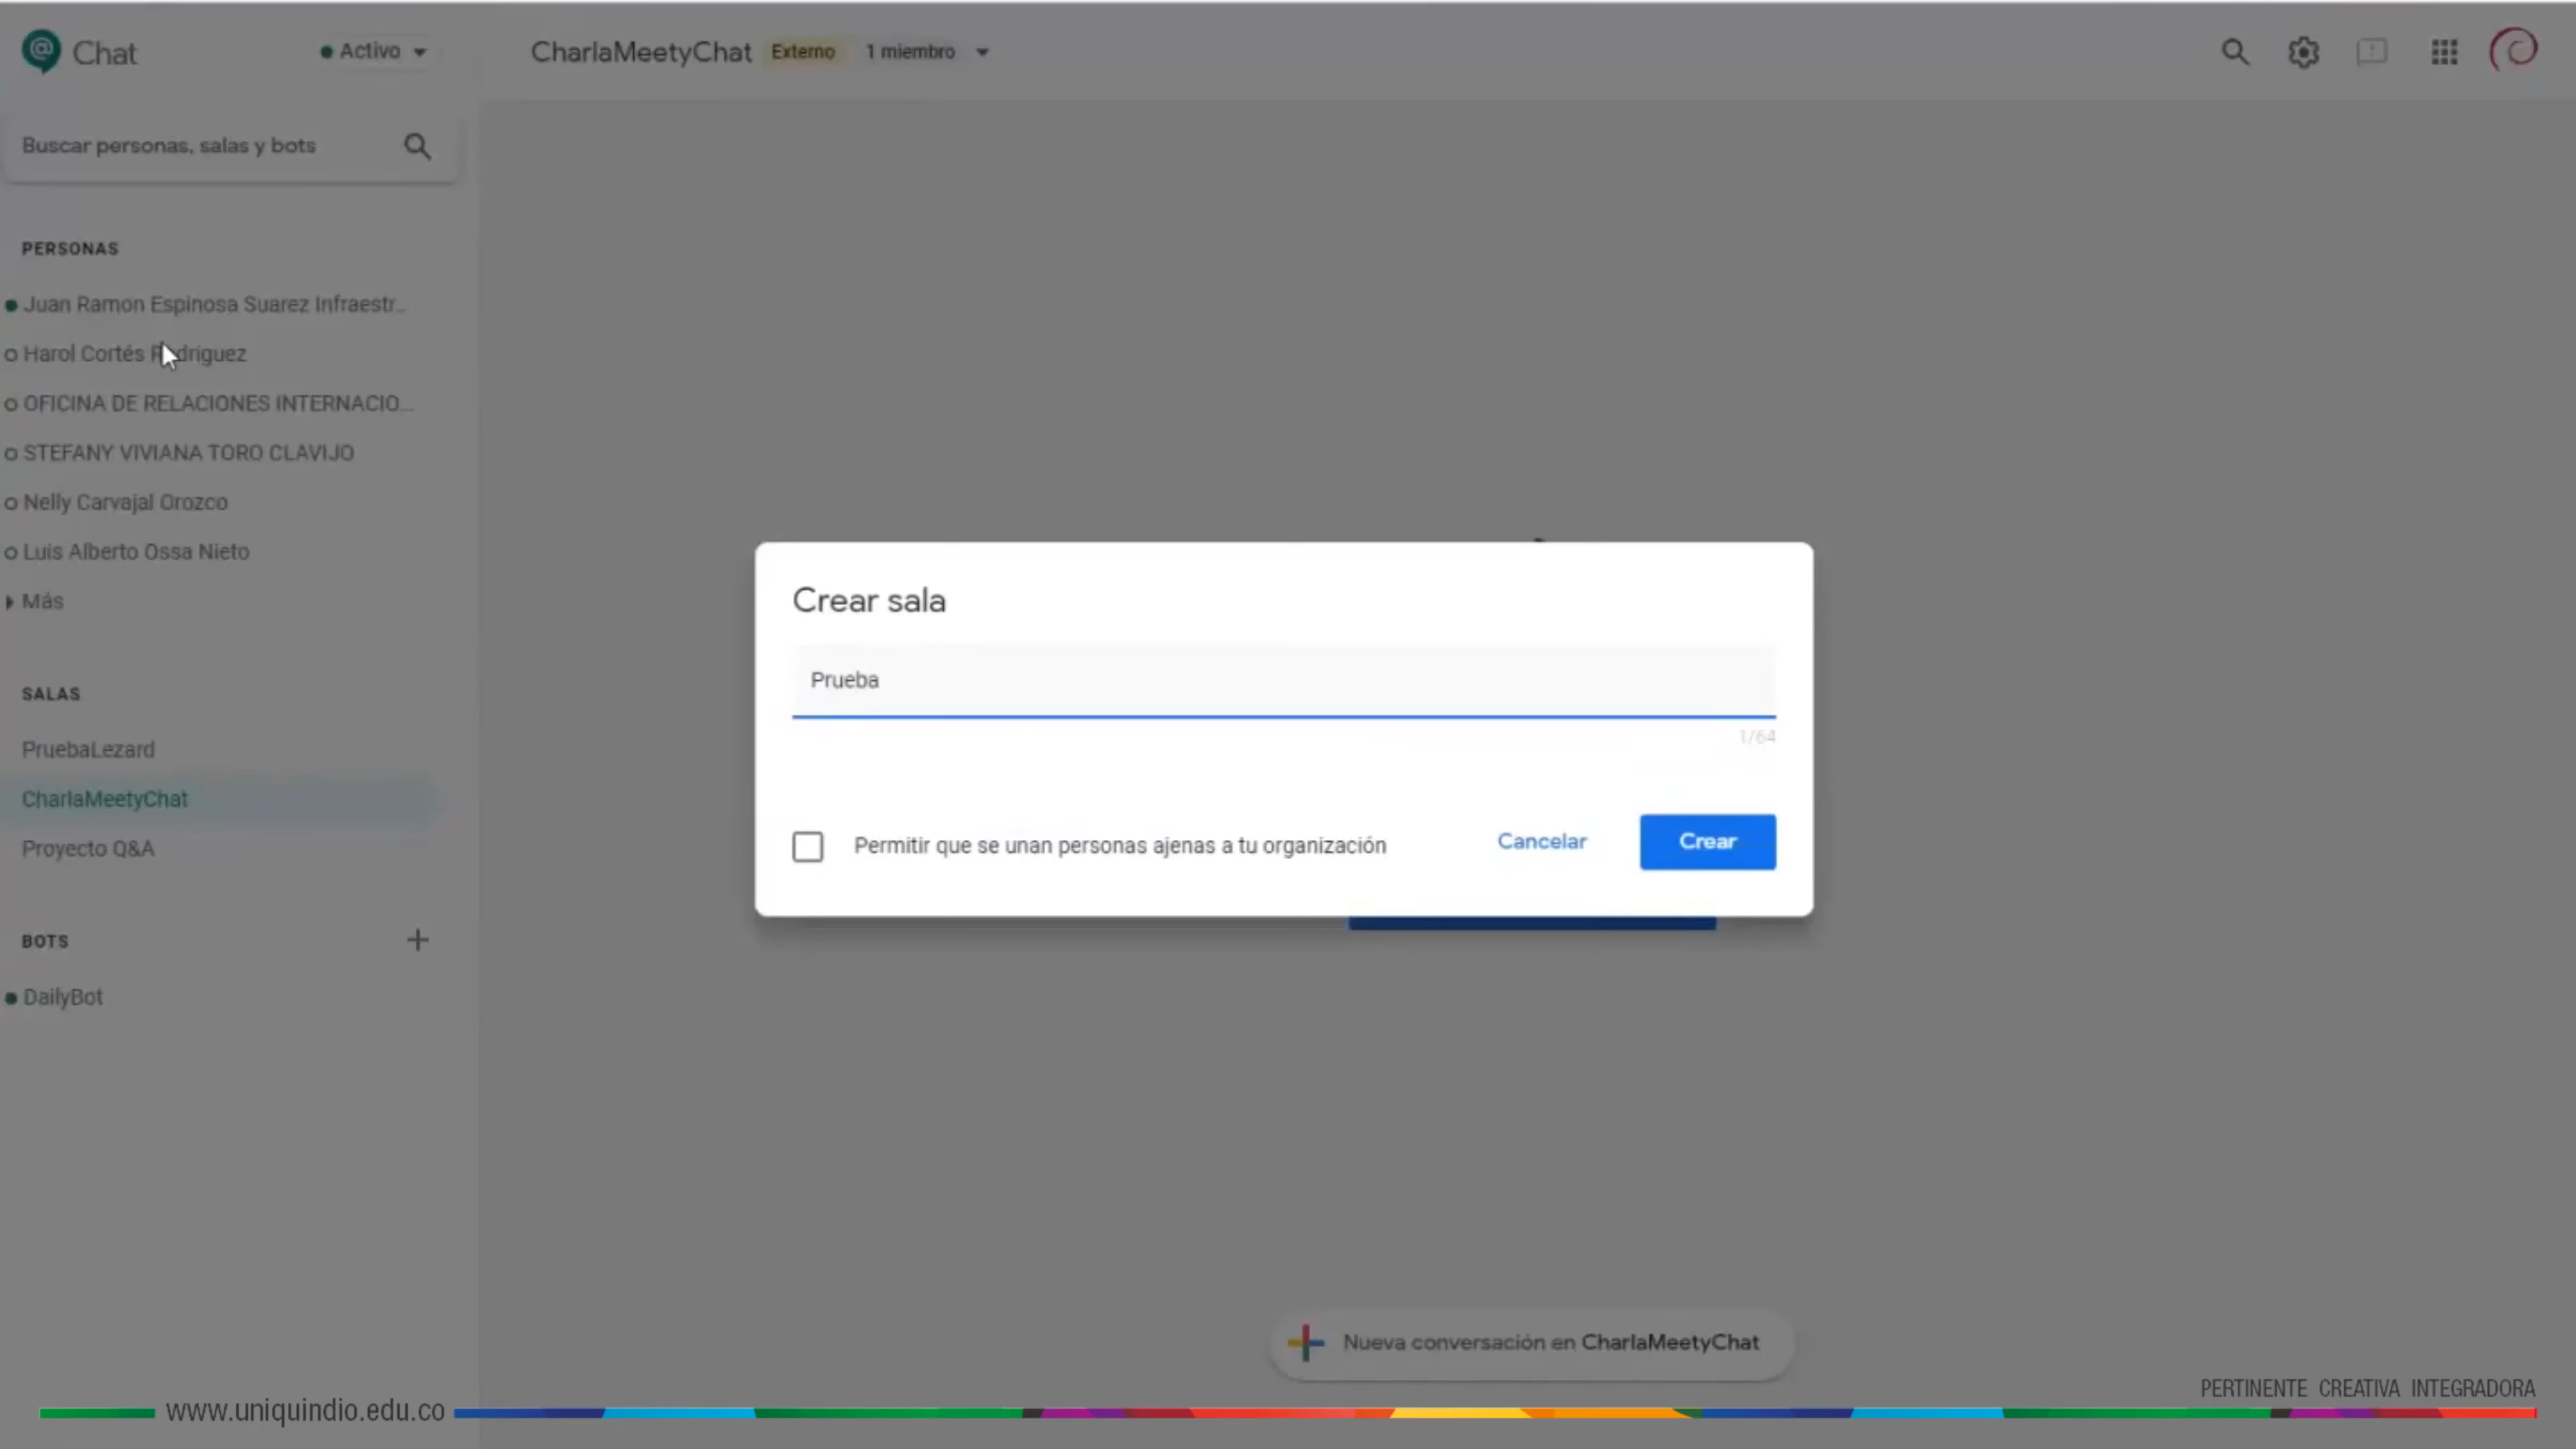 Chat
Activo
CharlaMeetyChat Externo 1 miembro
Buscar personas, salas y bots
PERSONAS
Juan Ramon Espinosa Suarez Infraestr...
Harol Cortés Rodriguez
OFICINA DE RELACIONES INTERNACIO...
STEFANY VIVIANA TORO CLAVIJO
Nelly Carvajal Orozco
Luis Alberto Ossa Nieto
Más
SALAS
PruebaLezard
CharlaMeetyChat
Proyecto Q&A
BOTS
DailyBot
Crear sala
Prueba
1/64
Permitir que se unan personas ajenas a tu organización
Cancelar
Crear
Nueva conversación en CharlaMeetyChat
PERTINENTE CREATIVA INTEGRADORA
www.uniquindio.edu.co